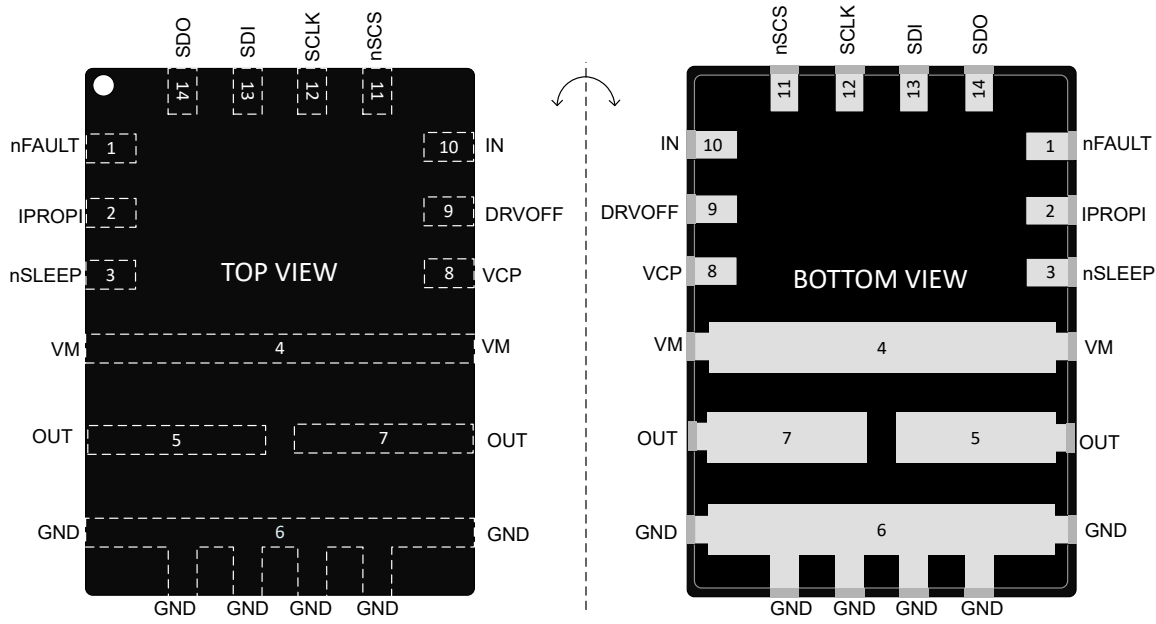 SDO SDI SCLK nSCS
14 13 12 11
nFAULT 1 10 IN
IPROPI 2 9 DRVOFF
nSLEEP 3 8 VCP
TOP VIEW
VM 4 VM
OUT 5 7 OUT
GND 6 GND
GND GND GND GND
nSCS SCLK SDI SDO
11 12 13 14
IN 10 1 nFAULT
DRVOFF 9 2 IPROPI
VCP 8 3 nSLEEP
BOTTOM VIEW
VM 4 VM
OUT 7 5 OUT
GND 6 GND
GND GND GND GND